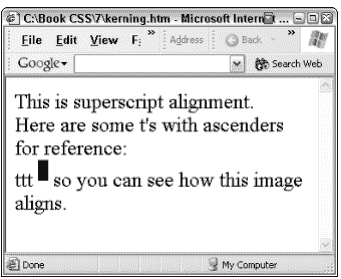 C:\Book CSS\7\kerning.htm - Microsoft Intern ...
File Edit View F: » Address Back »
Google Search Web
This is superscript alignment.
Here are some t's with ascenders
for reference:
ttt so you can see how this image
aligns.
Done My Computer